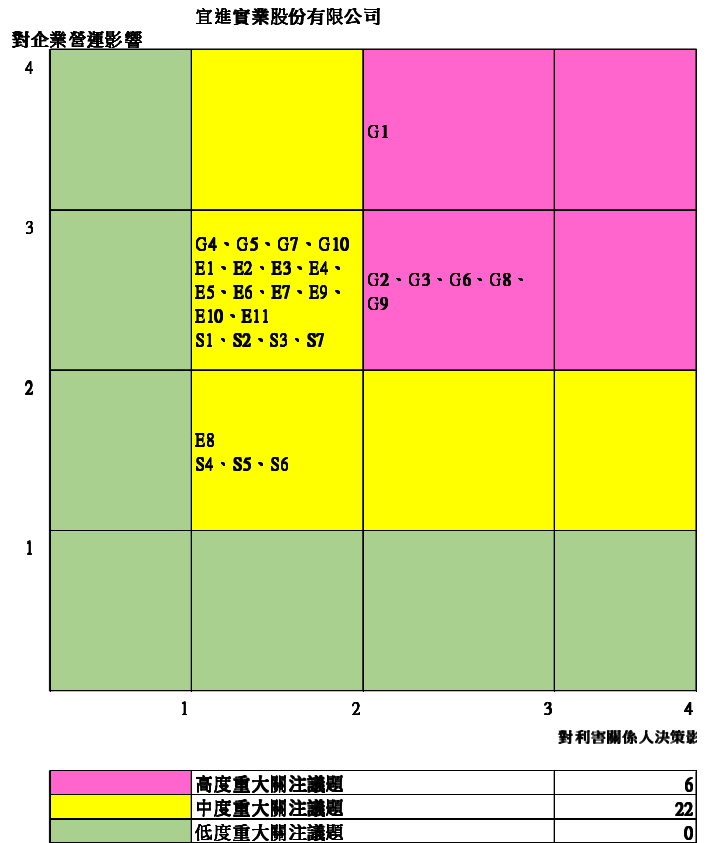 宜進實業股份有限公司
對企業營運影響
4
G1
3
G4、G5、G7、G10
E1、E2、E3、E4、
E5、E6、E7、E9、
E10、E11
S1、S2、S3、S7
G2、G3、G6、G8、
G9
2
E8
S4、S5、S6
1
1 2 3 4
對利害關係人決策影
高度重大關注議題 6
中度重大關注議題 22
低度重大關注議題 0